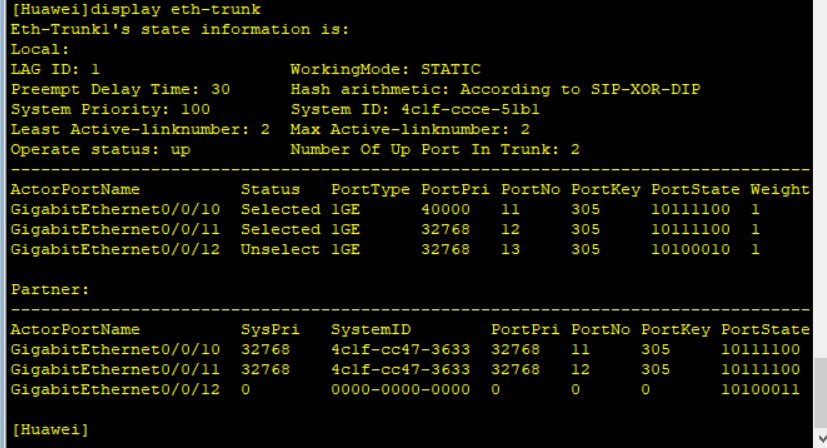 [Huawei]display eth-trunk
Eth-Trunk1's state information is:
Local:
LAG ID: 1 WorkingMode: STATIC
Preempt Delay Time: 30 Hash arithmetic: According to SIP-XOR-DIP
System Priority: 100 System ID: 4c1f-ccce-51b1
Least Active-linknumber: 2 Max Active-linknumber: 2
Operate status: up Number Of Up Port In Trunk: 2
--------------------------------------------------------------------------------
ActorPortName Status PortType PortPri PortNo PortKey PortState Weight
GigabitEthernet0/0/10 Selected 1GE 40000 11 305 10111100 1
GigabitEthernet0/0/11 Selected 1GE 32768 12 305 10111100 1
GigabitEthernet0/0/12 Unselect 1GE 32768 13 305 10100010 1
Partner:
--------------------------------------------------------------------------------
ActorPortName SysPri SystemID PortPri PortNo PortKey PortState
GigabitEthernet0/0/10 32768 4c1f-cc47-3633 32768 11 305 10111100
GigabitEthernet0/0/11 32768 4c1f-cc47-3633 32768 12 305 10111100
GigabitEthernet0/0/12 0 0000-0000-0000 0 0 0 10100011
[Huawei]